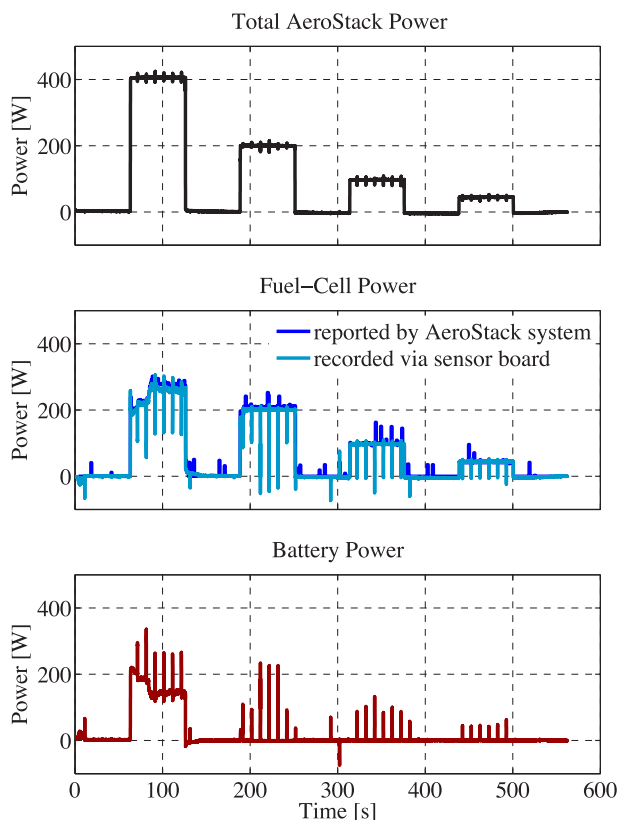 Total AeroStack Power
Power [W]
400
200
0
Fuel−Cell Power
Power [W]
400
200
0
reported by AeroStack system
recorded via sensor board
Battery Power
Power [W]
400
200
0
0 100 200 300 400 500 600
Time [s]